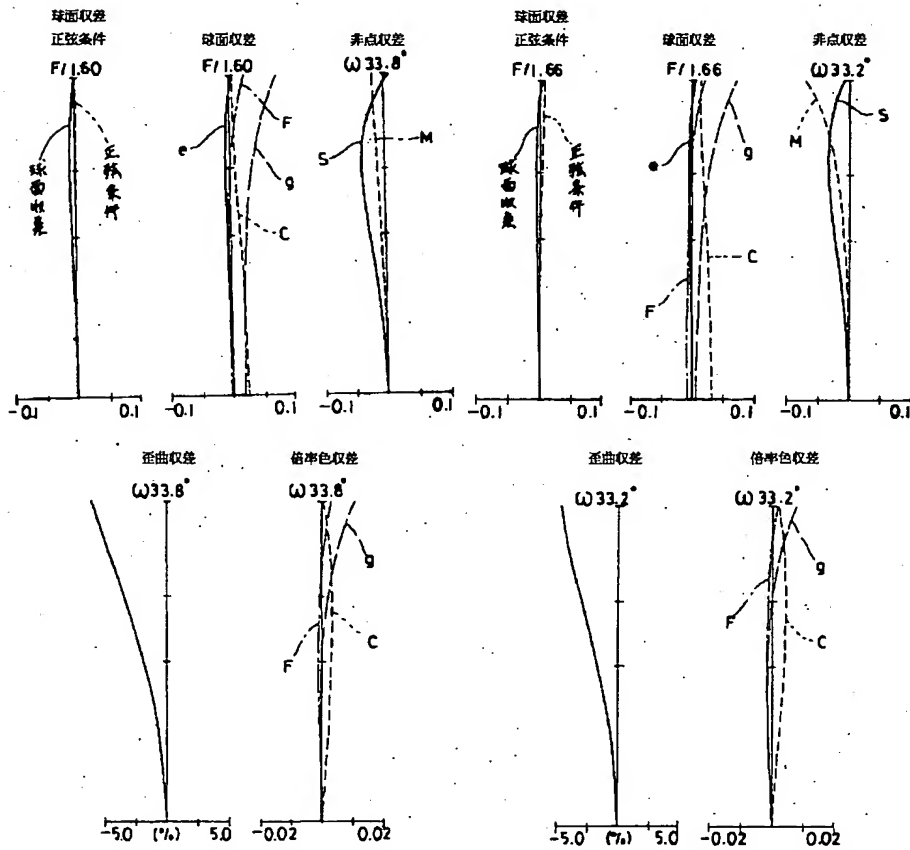 球面収差
正弦条件
F/1.60
球面収差
F/1.60
非点収差
ω33.8°
球面収差
正弦条件
F/1.66
球面収差
F/1.66
非点収差
ω33.2°
球面収差
正弦条件
e
F
g
C
S
M
球面収差
正弦条件
e
g
C
F
M
S
-0.1
0.1
-0.1
0.1
-0.1
0.1
-0.1
0.1
-0.1
0.1
-0.1
0.1
歪曲収差
ω33.8°
倍率色収差
ω33.8°
歪曲収差
ω33.2°
倍率色収差
ω33.2°
g
F
C
g
F
C
-5.0
(%)
5.0
-0.02
0.02
-5.0
(%)
5.0
-0.02
0.02